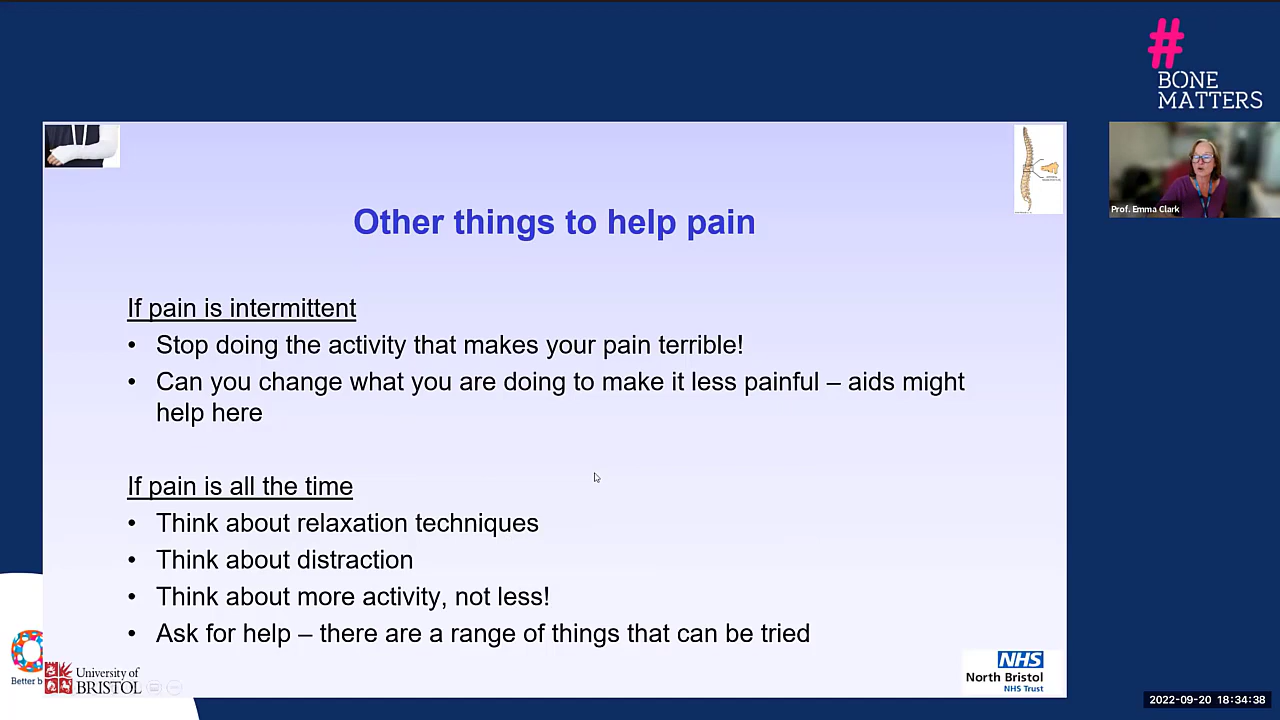 #
BONE
MATTERS
Prof. Emma Clark
Other things to help pain
If pain is intermittent
• Stop doing the activity that makes your pain terrible!
• Can you change what you are doing to make it less painful – aids might
help here
If pain is all the time
• Think about relaxation techniques
• Think about distraction
• Think about more activity, not less!
• Ask for help – there are a range of things that can be tried
Better b
University of
BRISTOL
NHS
North Bristol
NHS Trust
2022-09-20 18:34:38